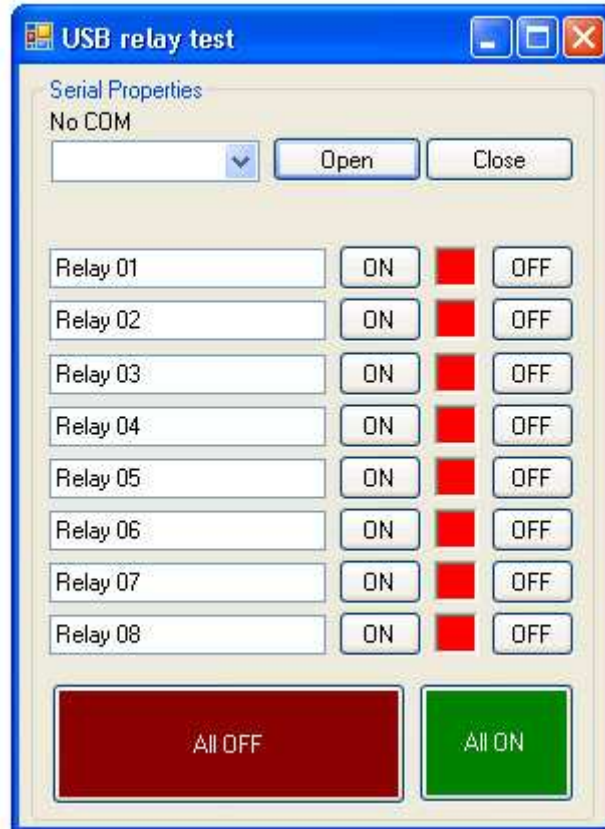 USB relay test
Serial Properties
No COM
Open Close
Relay 01 ON OFF
Relay 02 ON OFF
Relay 03 ON OFF
Relay 04 ON OFF
Relay 05 ON OFF
Relay 06 ON OFF
Relay 07 ON OFF
Relay 08 ON OFF
All OFF All ON